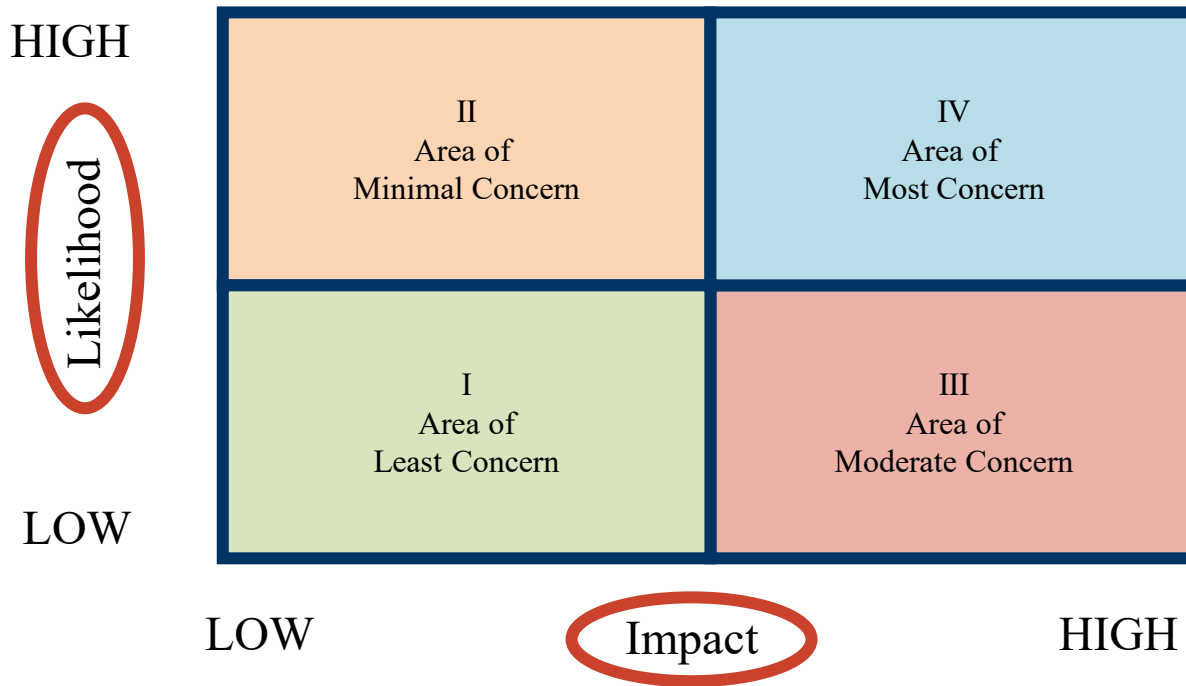 HIGH
II
Area of
Minimal Concern
IV
Area of
Most Concern
Likelihood
I
Area of
Least Concern
III
Area of
Moderate Concern
LOW
LOW
Impact
HIGH